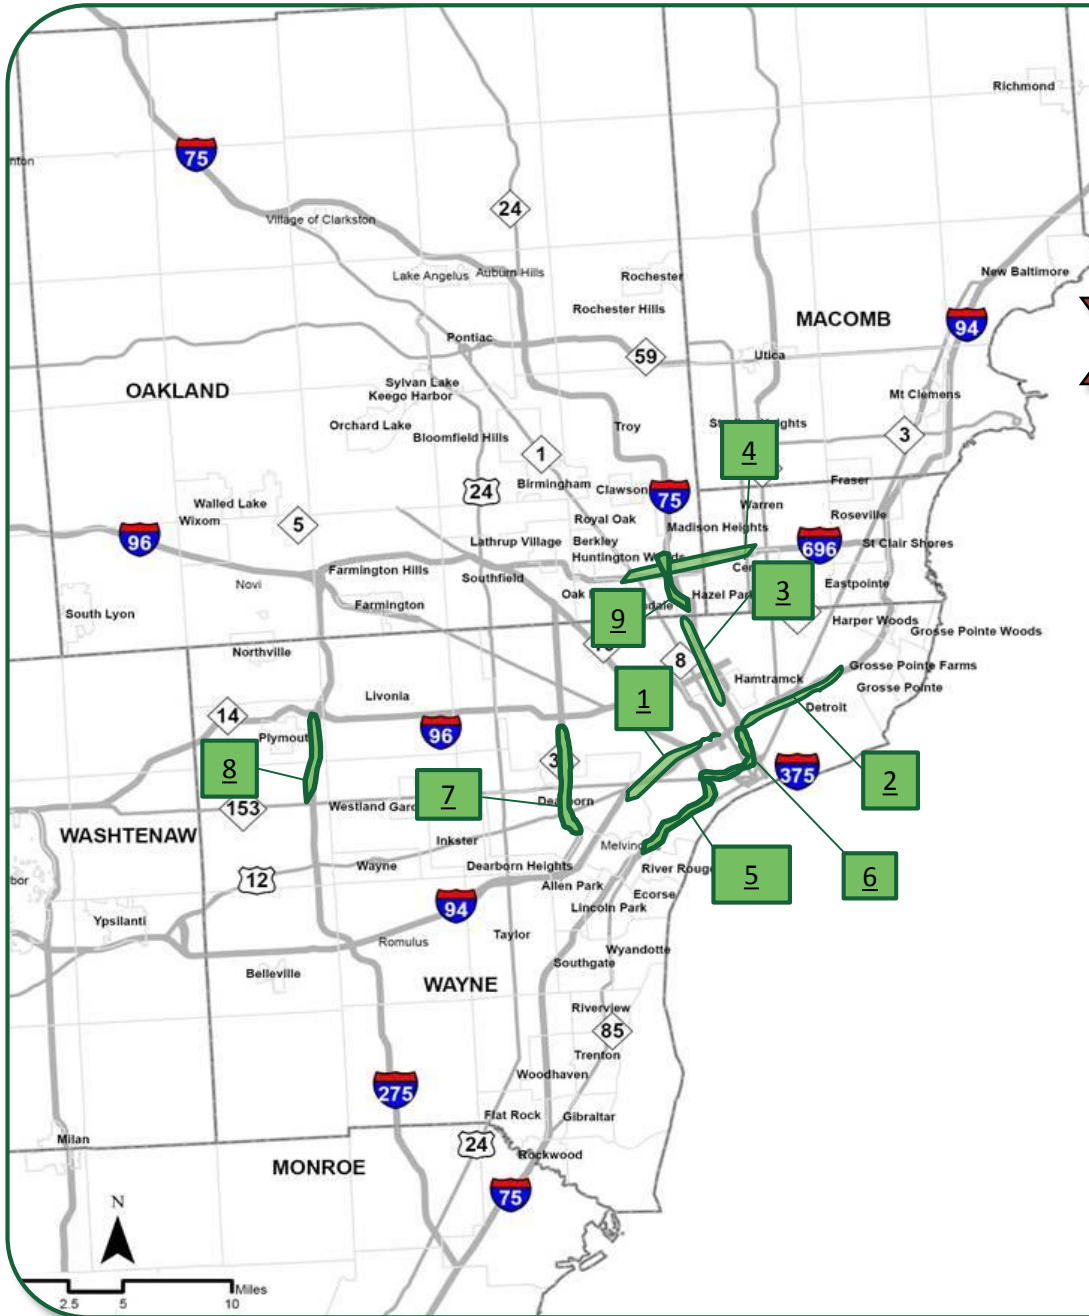 Richmond
75
24
Village of Clarkston
Lake Angelus
Auburn Hills
Rochester
New Baltimore
Rochester Hills
MACOMB
94
Pontiac
59
Utica
OAKLAND
Sylvan Lake
Keego Harbor
Mt Clemens
Orchard Lake
Bloomfield Hills
Troy
3
1
4
24
Birmingham
Clawson
75
Fraser
Walled Lake
Wixom
5
Royal Oak
Madison Heights
Warren
Roseville
96
Lathrup Village
Berkley
Huntington Woods
696
St Clair Shores
Novi
Farmington Hills
Southfield
Eastpointe
South Lyon
Farmington
Oak
9
dale
Hazel Park
3
Harper Woods
Grosse Pointe Woods
Northville
8
Hamtramck
Grosse Pointe Farms
Grosse Pointe
Livonia
1
Detroit
14
Plymout
96
8
375
2
3
7
Dearborn
153
Westland
WASHTENAW
Inkster
Melvind
Wayne
Dearborn Heights
River Rouge
5
6
bor
12
Allen Park
Ecorse
94
Lincoln Park
Ypsilanti
Taylor
Romulus
Wyandotte
Southgate
Belleville
WAYNE
Riverview
85
Trenton
Woodhaven
275
Flat Rock
Gibraltar
Milan
24
Rockwood
MONROE
75
N
Miles
2.5 5 10